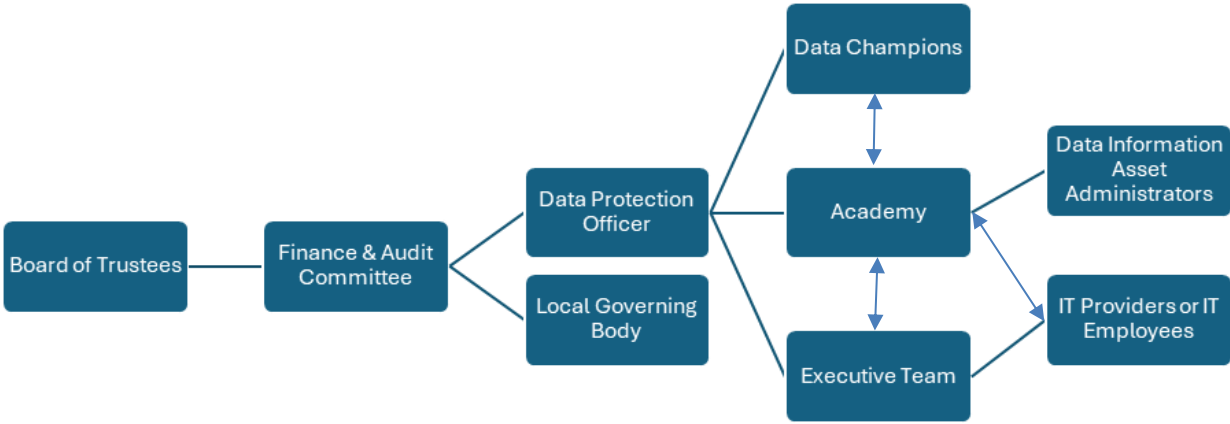 Board of Trustees
Finance & Audit
Committee
Data Protection
Officer
Local Governing
Body
Data Champions
Academy
Executive Team
Data Information
Asset
Administrators
IT Providers or IT
Employees